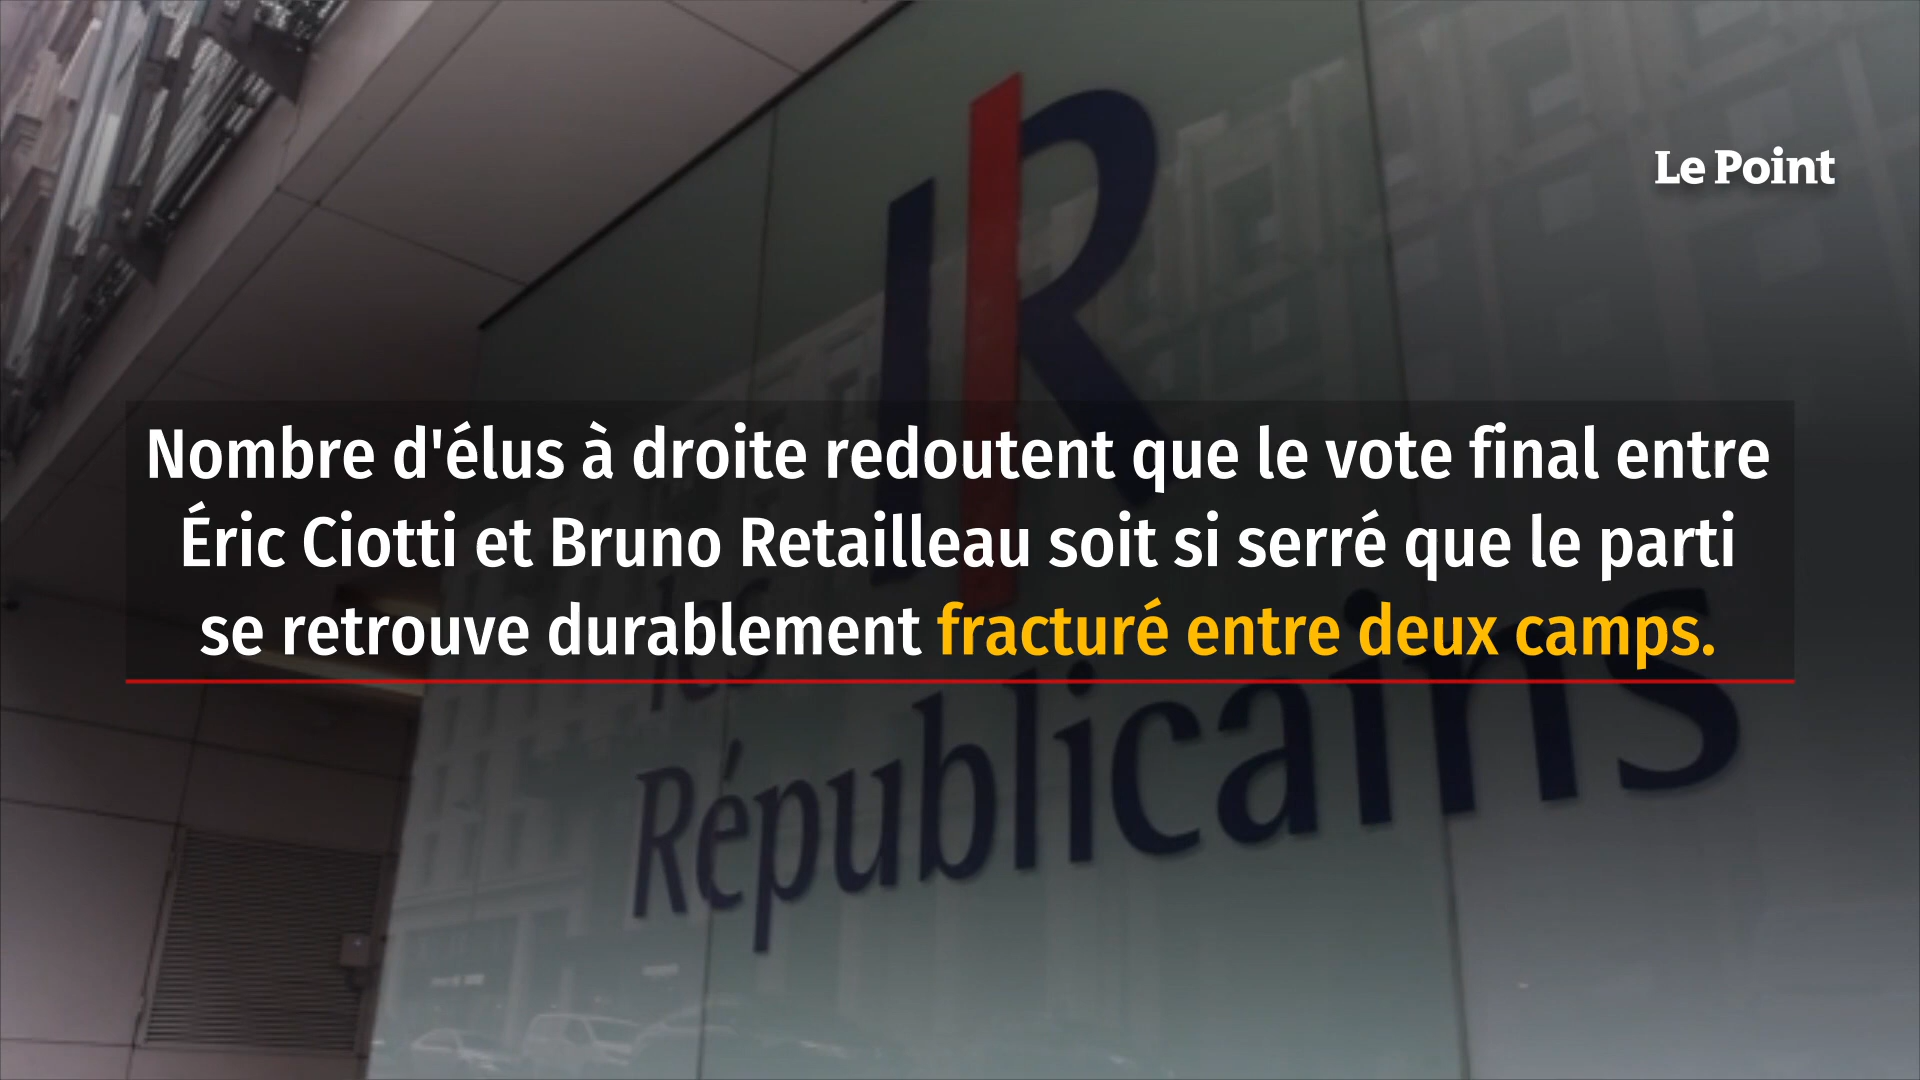 lR
Le Point
Nombre d'élus à droite redoutent que le vote final entre
Éric Ciotti et Bruno Retailleau soit si serré que le parti
se retrouve durablement fracturé entre deux camps.
les
Républicains